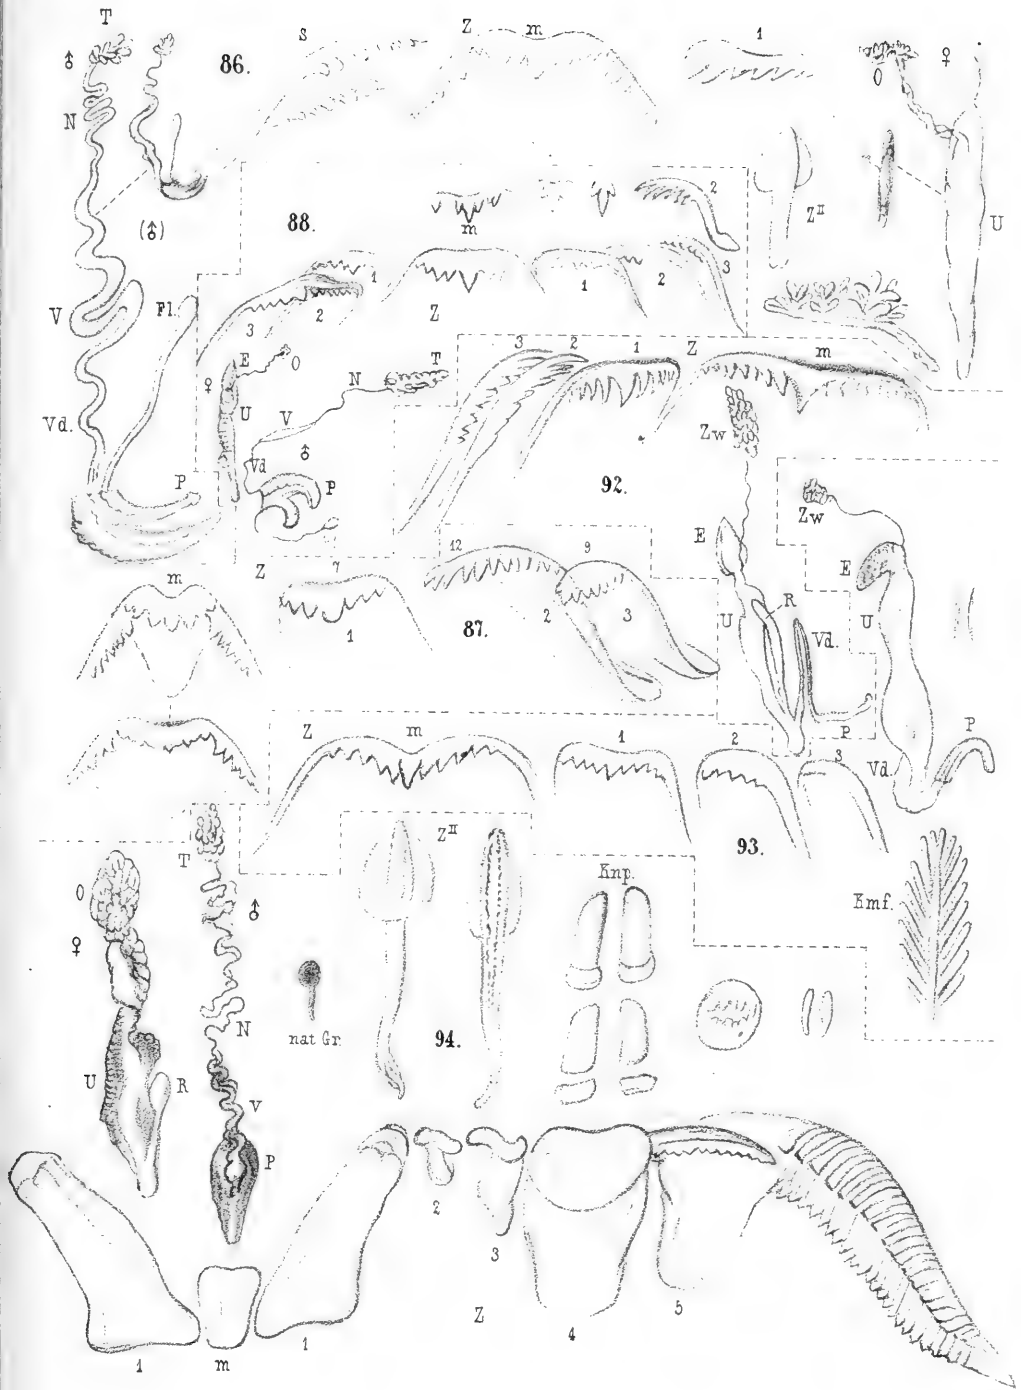 T
♂
86.
S
Z
m
1
O
♀
N
(♂)
88.
m
2
Z II
U
V
Fl.
3
2
1
Z
1
2
3
E
O
♀
U
N
T
V
♂
Vd
P
Vd.
P
3
2
1
Z
m
Zw
92.
Zw
E
E
m
Z
7
1
12
9
2
3
87.
U
R
Vd.
U
P
P
Vd.
Z
m
1
2
3
93.
T
Z II
Knp.
Kmf.
O
♂
♀
nat Gr.
N
94.
U
R
V
P
2
3
Z
4
5
1
m
1